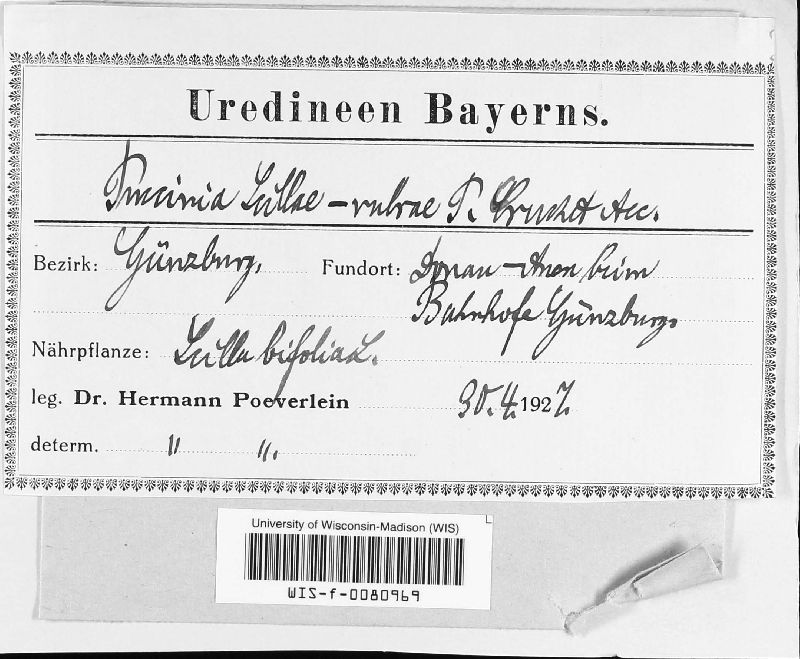 Uredineen Bayerns.
Puccinia Scillae-rubrae P. Cruchet
Bezirk: Günzburg. Fundort: Donau-Auen beim
Bahnhofe Günzburg.
Nährpflanze: Scilla bifolia L.
leg. Dr. Hermann Poeverlein 30. 4. 1927.
determ. " ".
University of Wisconsin-Madison (WIS)
WIS-f-0080969